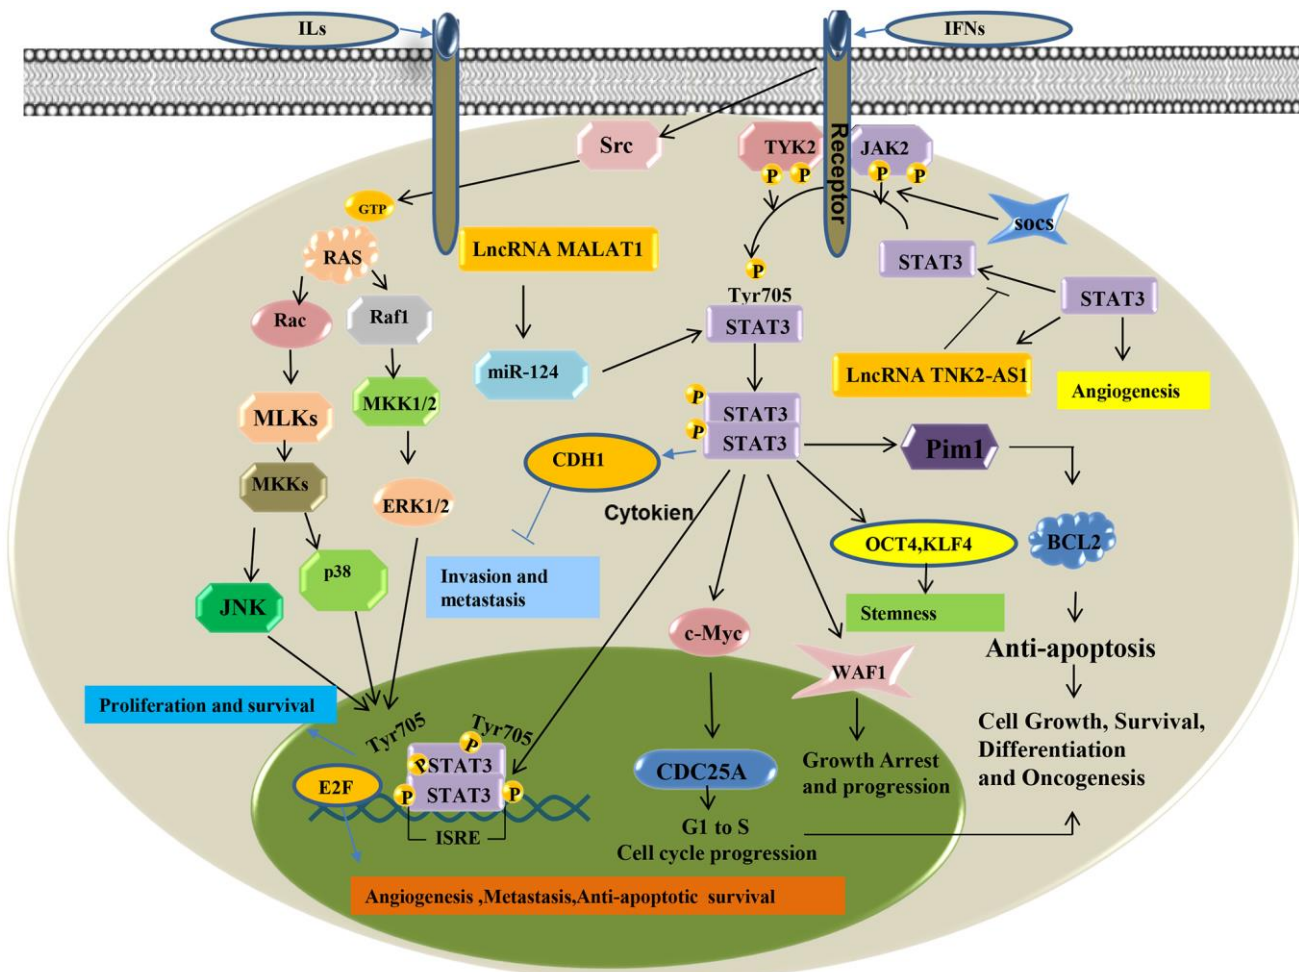 ILs
IFNs
Src
TYK2
Receptor
JAK2
P
P
P
P
GTP
socs
RAS
LncRNA MALAT1
STAT3
P
Tyr705
STAT3
STAT3
Rac
Raf1
miR-124
LncRNA TNK2-AS1
Angiogenesis
MKK1/2
P
STAT3
MLKs
P
STAT3
Pim1
CDH1
MKKs
ERK1/2
Cytokien
OCT4,KLF4
BCL2
p38
Invasion and
metastasis
JNK
Stemness
c-Myc
Anti-apoptosis
WAF1
Proliferation and survival
Tyr705
Tyr705
P
Cell Growth, Survival,
Differentiation
and Oncogenesis
P
STAT3
Growth Arrest
and progression
CDC25A
E2F
P
STAT3
P
ISRE
G1 to S
Cell cycle progression
Angiogenesis ,Metastasis,Anti-apoptotic survival